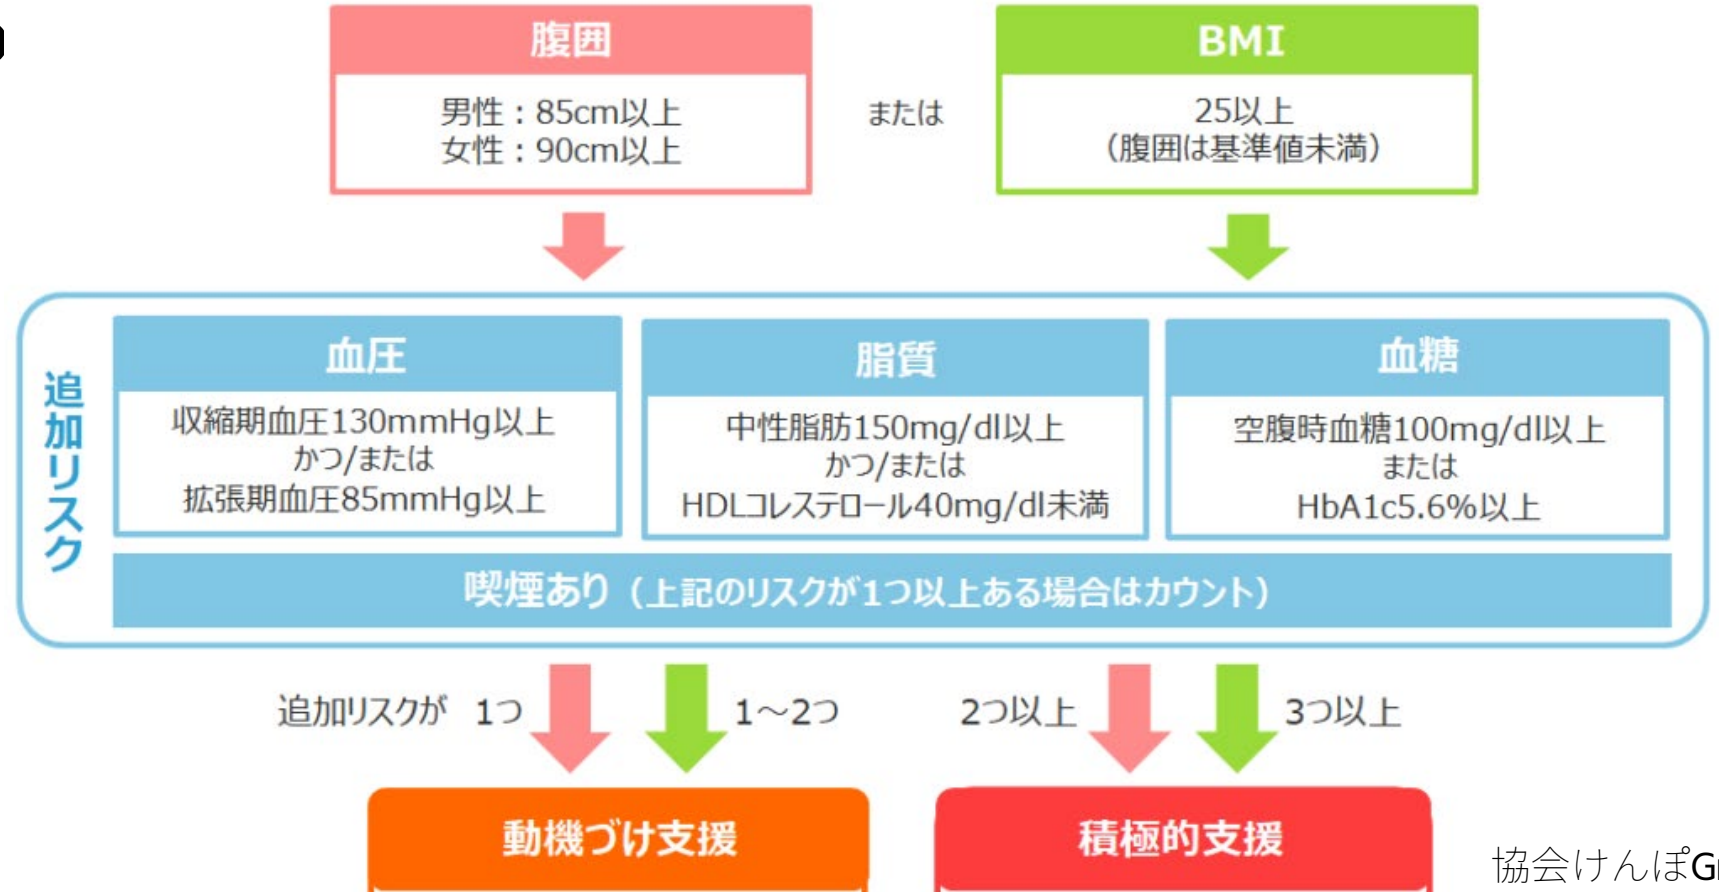 腹囲
男性：85cm以上
女性：90cm以上
または
BMI
25以上
（腹囲は基準値未満）
追加リスク
血圧
収縮期血圧130mmHg以上
かつ/または
拡張期血圧85mmHg以上
脂質
中性脂肪150mg/dl以上
かつ/または
HDLコレステロール40mg/dl未満
血糖
空腹時血糖100mg/dl以上
または
HbA1c5.6%以上
喫煙あり（上記のリスクが1つ以上ある場合はカウント）
追加リスクが 1つ
1～2つ
2つ以上
3つ以上
動機づけ支援
積極的支援
協会けんぽ